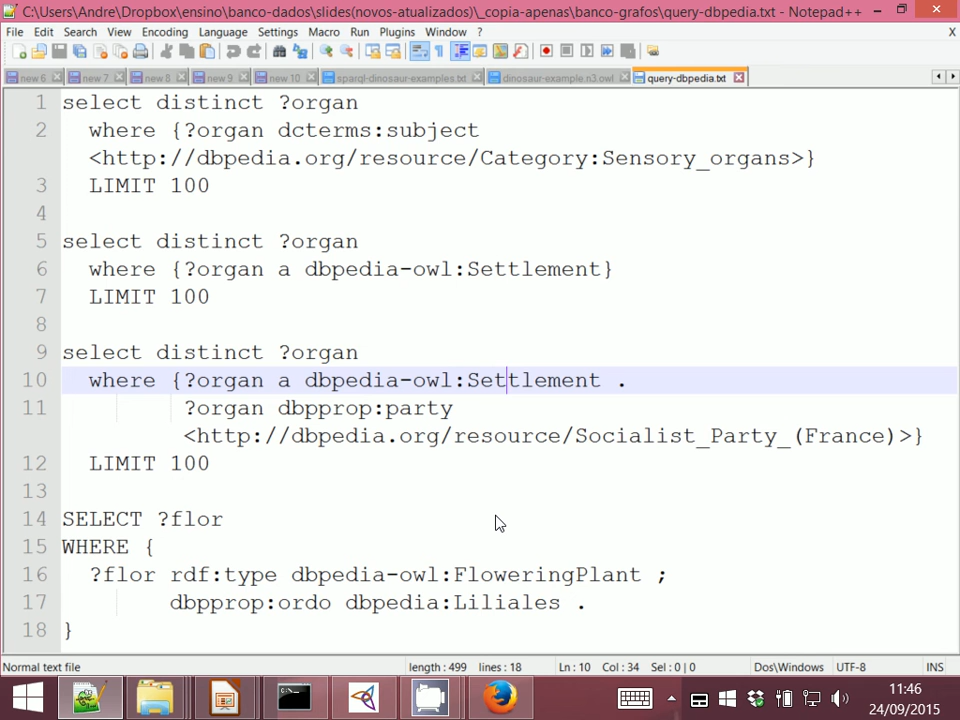 C:\Users\Andre\Dropbox\ensino\banco-dados\slides(novos-atualizados)\_copia-apenas\banco-grafos\query-dbpedia.txt - Notepad++
File Edit Search View Encoding Language Settings Macro Run Plugins Window ? X
new 6 new 7 new 8 new 9 new 10 sparql-dinosaur-examples.txt dinosaur-example.n3.owl query-dbpedia.txt
1 select distinct ?organ
2   where {?organ dcterms:subject
  <http://dbpedia.org/resource/Category:Sensory_organs>}
3   LIMIT 100
4
5 select distinct ?organ
6   where {?organ a dbpedia-owl:Settlement}
7   LIMIT 100
8
9 select distinct ?organ
10   where {?organ a dbpedia-owl:Settlement .
11          ?organ dbpprop:party
         <http://dbpedia.org/resource/Socialist_Party_(France)>}
12   LIMIT 100
13
14 SELECT ?flor
15 WHERE {
16   ?flor rdf:type dbpedia-owl:FloweringPlant ;
17         dbpprop:ordo dbpedia:Liliales .
18 }
Normal text file length : 499 lines : 18 Ln : 10 Col : 34 Sel : 0 | 0 Dos\Windows UTF-8 INS
11:46
24/09/2015